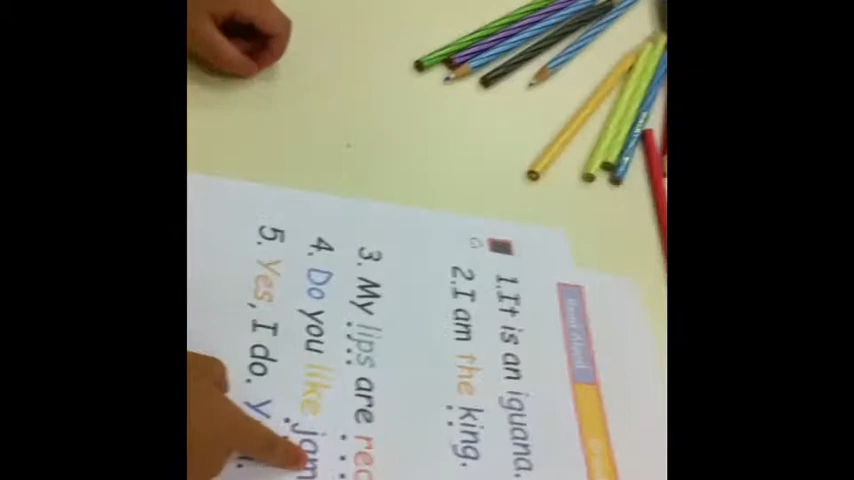 Read Aloud
1. It is an iguana.
2. I am the king.
3. My lips are red
4. Do you like jam
5. Yes, I do.